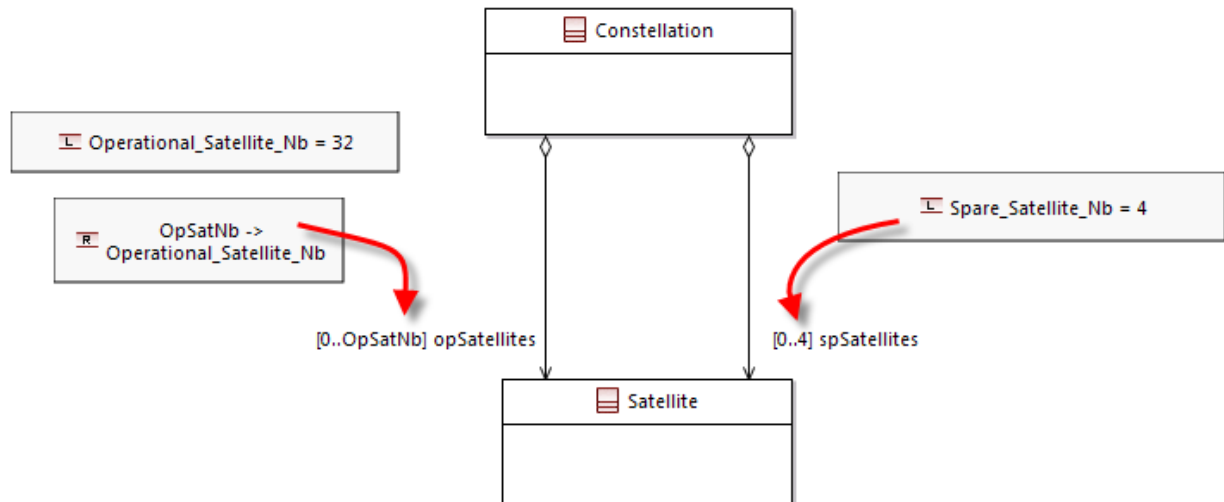 Constellation
L Operational_Satellite_Nb = 32
R OpSatNb ->
Operational_Satellite_Nb
L Spare_Satellite_Nb = 4
[0..OpSatNb] opSatellites
[0..4] spSatellites
Satellite